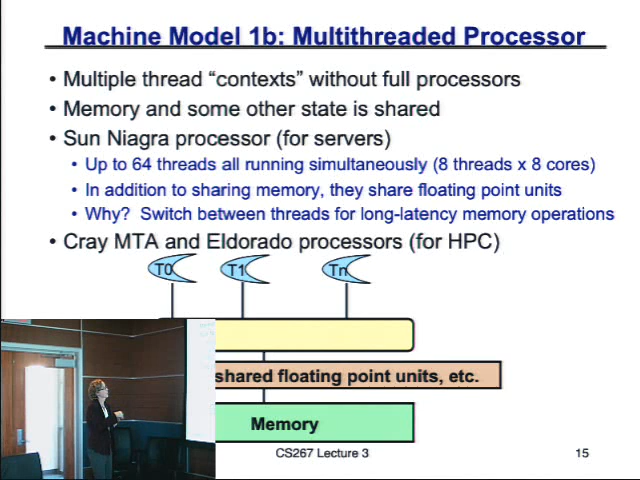 Machine Model 1b: Multithreaded Processor
• Multiple thread “contexts” without full processors
• Memory and some other state is shared
• Sun Niagra processor (for servers)
• Up to 64 threads all running simultaneously (8 threads x 8 cores)
• In addition to sharing memory, they share floating point units
• Why? Switch between threads for long-latency memory operations
• Cray MTA and Eldorado processors (for HPC)
T0 T1 Tn
shared floating point units, etc.
Memory
CS267 Lecture 3 15